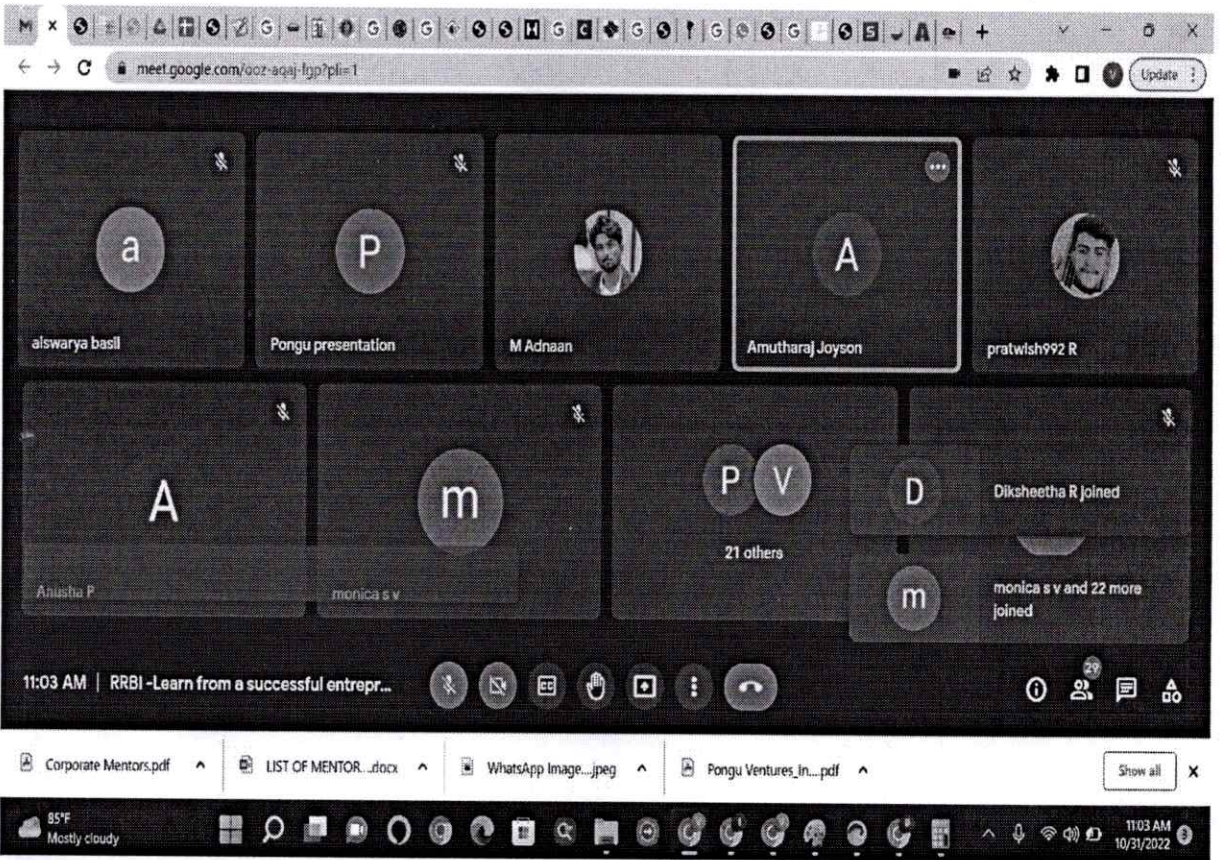 meet.google.com/ooz-aqaj-fgp?pli=1
Update
a
alswarya basil
P
Pongu presentation
M Adnaan
A
Amutharaj Joyson
pratwish992 R
A
Anusha P
m
monica s v
P V
21 others
D
Diksheetha R joined
m
monica s v and 22 more
joined
11:03 AM | RRBI -Learn from a successful entrepr...
CC
29
Corporate Mentors.pdf
LIST OF MENTOR....docx
WhatsApp Image....jpeg
Pongu Ventures_In....pdf
Show all
85°F
Mostly cloudy
11:03 AM
10/31/2022
3